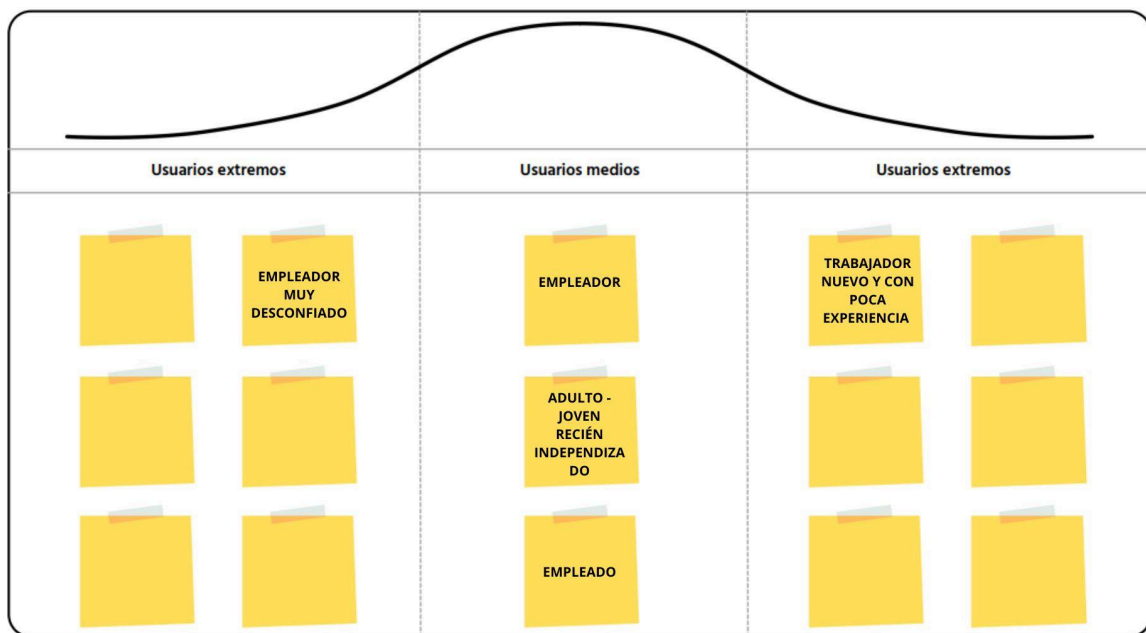 Usuarios extremos
Usuarios medios
Usuarios extremos
EMPLEADOR
MUY
DESCONFIADO
EMPLEADOR
TRABAJADOR
NUEVO Y CON
POCA
EXPERIENCIA
ADULTO -
JOVEN
RECIÉN
INDEPENDIZA
DO
EMPLEADO